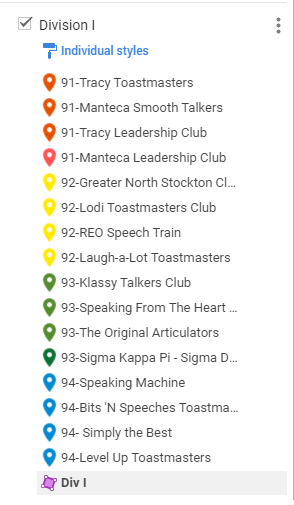 Division I
Individual styles
91-Tracy Toastmasters
91-Manteca Smooth Talkers
91-Tracy Leadership Club
91-Manteca Leadership Club
92-Greater North Stockton Cl...
92-Lodi Toastmasters Club
92-REO Speech Train
92-Laugh-a-Lot Toastmasters
93-Klassy Talkers Club
93-Speaking From The Heart ...
93-The Original Articulators
93-Sigma Kappa Pi - Sigma D...
94-Speaking Machine
94-Bits 'N Speeches Toastma...
94- Simply the Best
94-Level Up Toastmasters
Div I